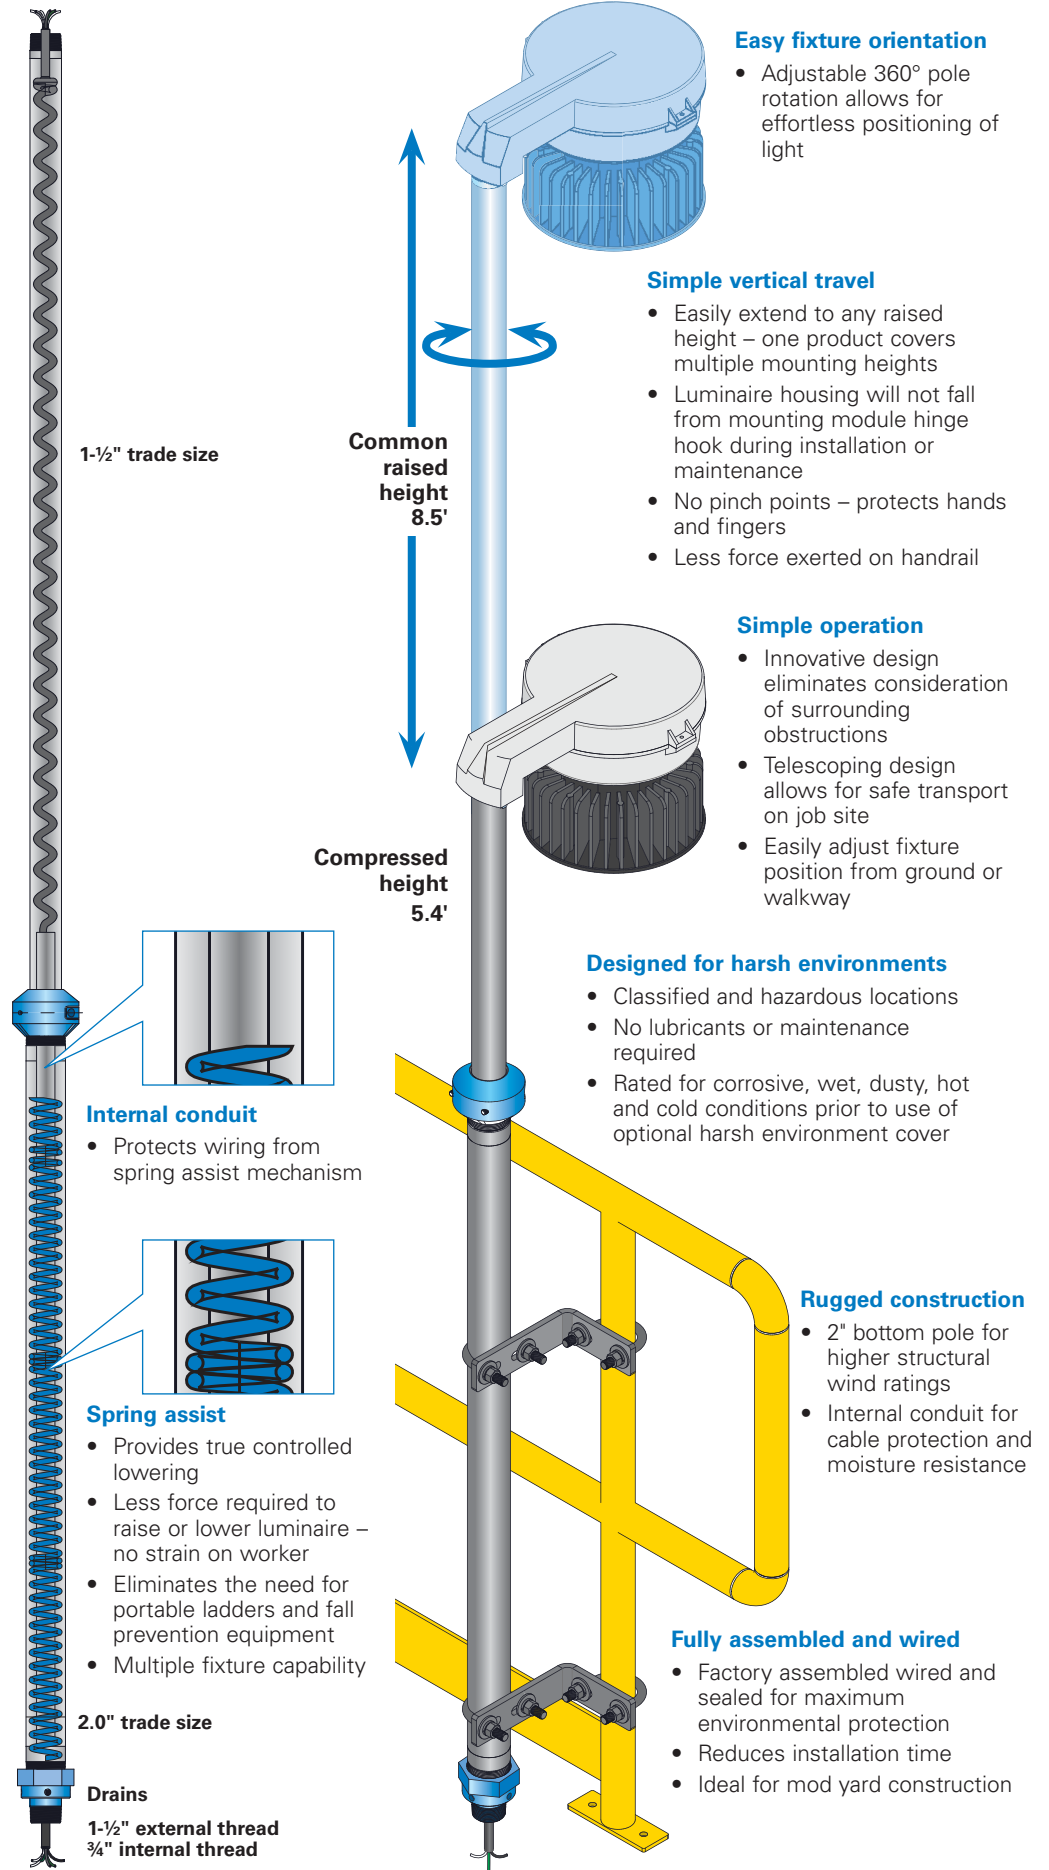 Easy fixture orientation
• Adjustable 360° pole
rotation allows for
effortless positioning of
light
Simple vertical travel
• Easily extend to any raised
height – one product covers
multiple mounting heights
• Luminaire housing will not fall
from mounting module hinge
hook during installation or
maintenance
• No pinch points – protects hands
and fingers
• Less force exerted on handrail
1-½" trade size
Common
raised
height
8.5'
Simple operation
• Innovative design
eliminates consideration
of surrounding
obstructions
• Telescoping design
allows for safe transport
on job site
• Easily adjust fixture
position from ground or
walkway
Compressed
height
5.4'
Designed for harsh environments
• Classified and hazardous locations
• No lubricants or maintenance
required
• Rated for corrosive, wet, dusty, hot
and cold conditions prior to use of
optional harsh environment cover
Internal conduit
• Protects wiring from
spring assist mechanism
Rugged construction
• 2" bottom pole for
higher structural
wind ratings
• Internal conduit for
cable protection and
moisture resistance
Spring assist
• Provides true controlled
lowering
• Less force required to
raise or lower luminaire –
no strain on worker
• Eliminates the need for
portable ladders and fall
prevention equipment
• Multiple fixture capability
Fully assembled and wired
• Factory assembled wired and
sealed for maximum
environmental protection
• Reduces installation time
• Ideal for mod yard construction
2.0" trade size
Drains
1-½" external thread
¾" internal thread